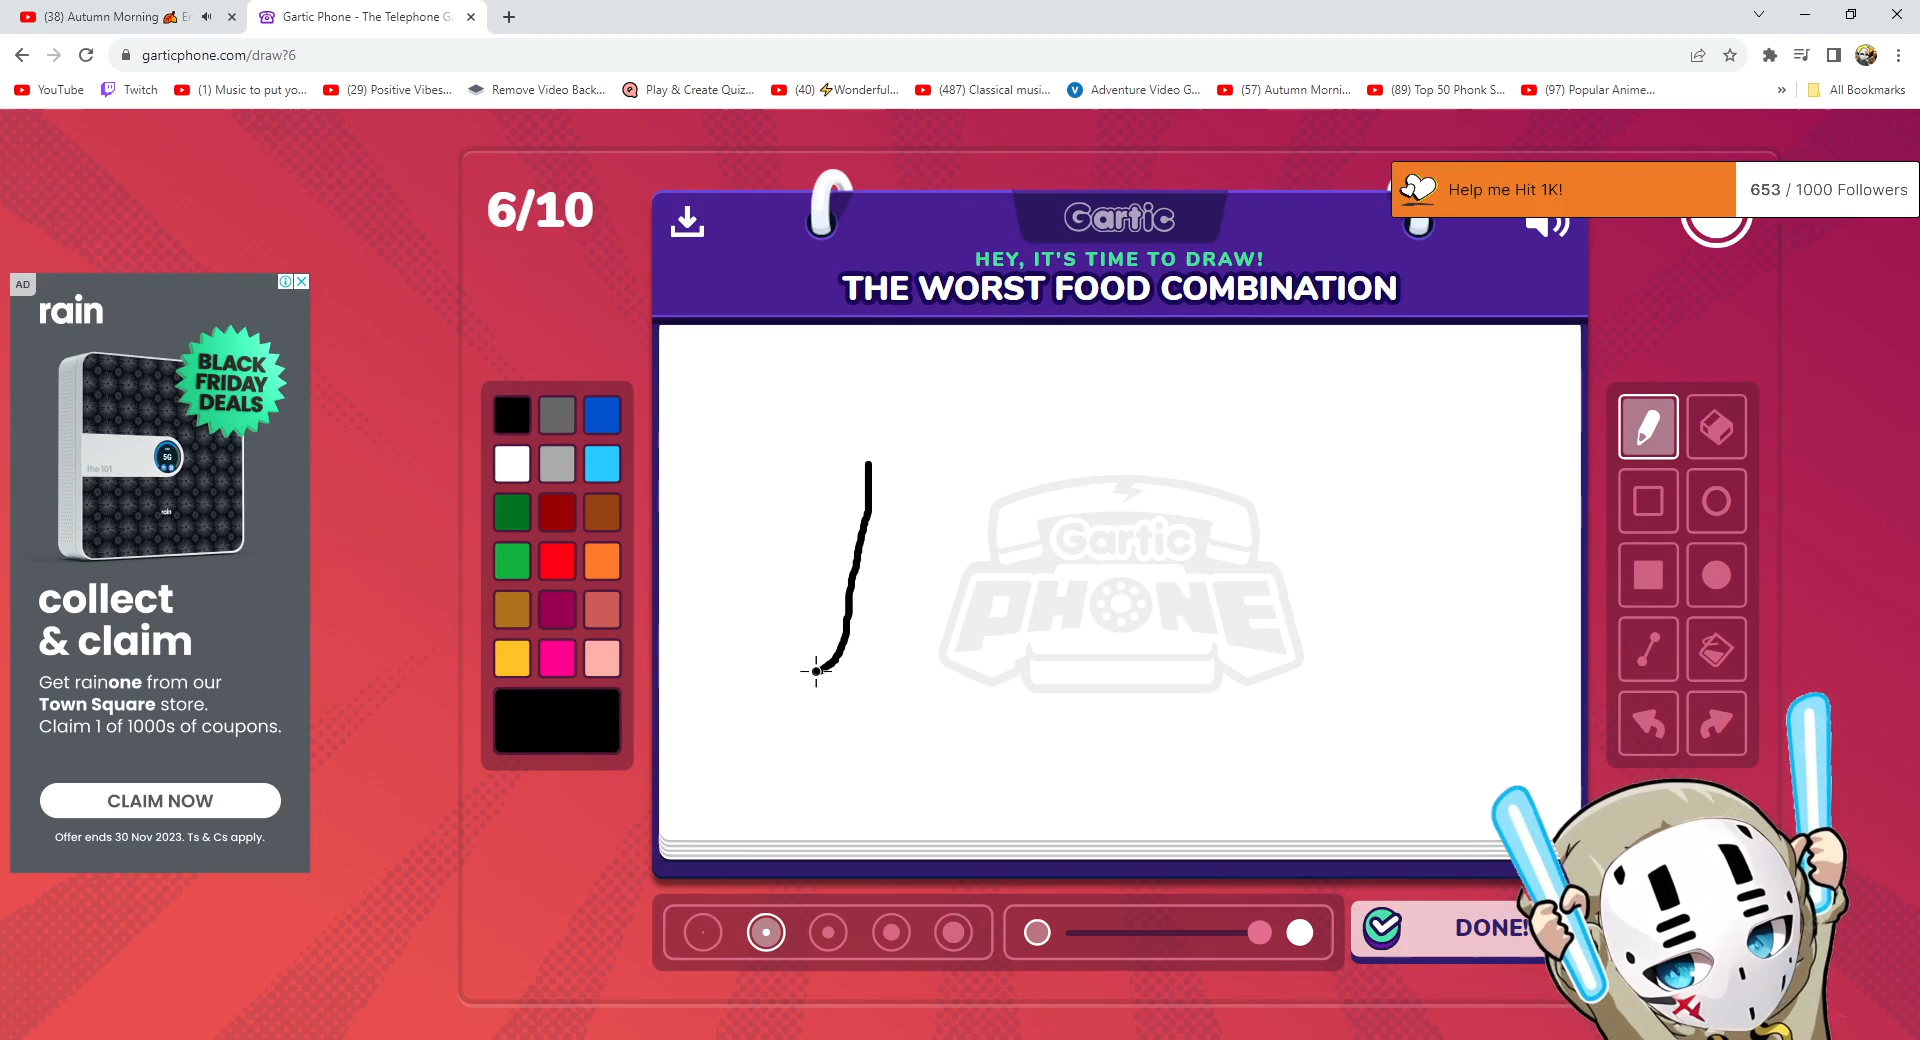 (38) Autumn Morning
Gartic Phone - The Telephone G
garticphone.com/draw?6
YouTube
Twitch
(1) Music to put yo...
(29) Positive Vibes...
Remove Video Back...
Play & Create Quiz...
(40) ⚡Wonderful...
(487) Classical musi...
Adventure Video G...
(57) Autumn Morni...
(89) Top 50 Phonk S...
(97) Popular Anime...
»
All Bookmarks
6/10
Gartic
Help me Hit 1K!
653 / 1000 Followers
HEY, IT'S TIME TO DRAW!
THE WORST FOOD COMBINATION
AD
rain
BLACK
FRIDAY
DEALS
5G
the101
rain
collect
& claim
Get rainone from our
Town Square store.
Claim 1 of 1000s of coupons.
CLAIM NOW
Offer ends 30 Nov 2023. Ts & Cs apply.
Gartic
PHONE
DONE!